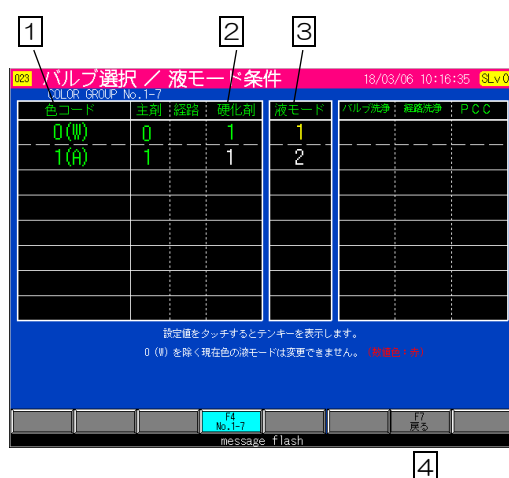 1 2 3
023 バルブ選択 / 液モード条件 18/03/06 10:16:35 SLv0
COLOR GROUP No.1-7
色コード 主剤 経路 硬化剤 液モード バルブ洗浄 経路洗浄 PCC
0(W) 0 1 1
1(A) 1 1 2
設定値をタッチするとテンキーを表示します。
0 (W) を除く現在色の液モードは変更できません。
F4 F7
No.1-7 戻る
message flash
4